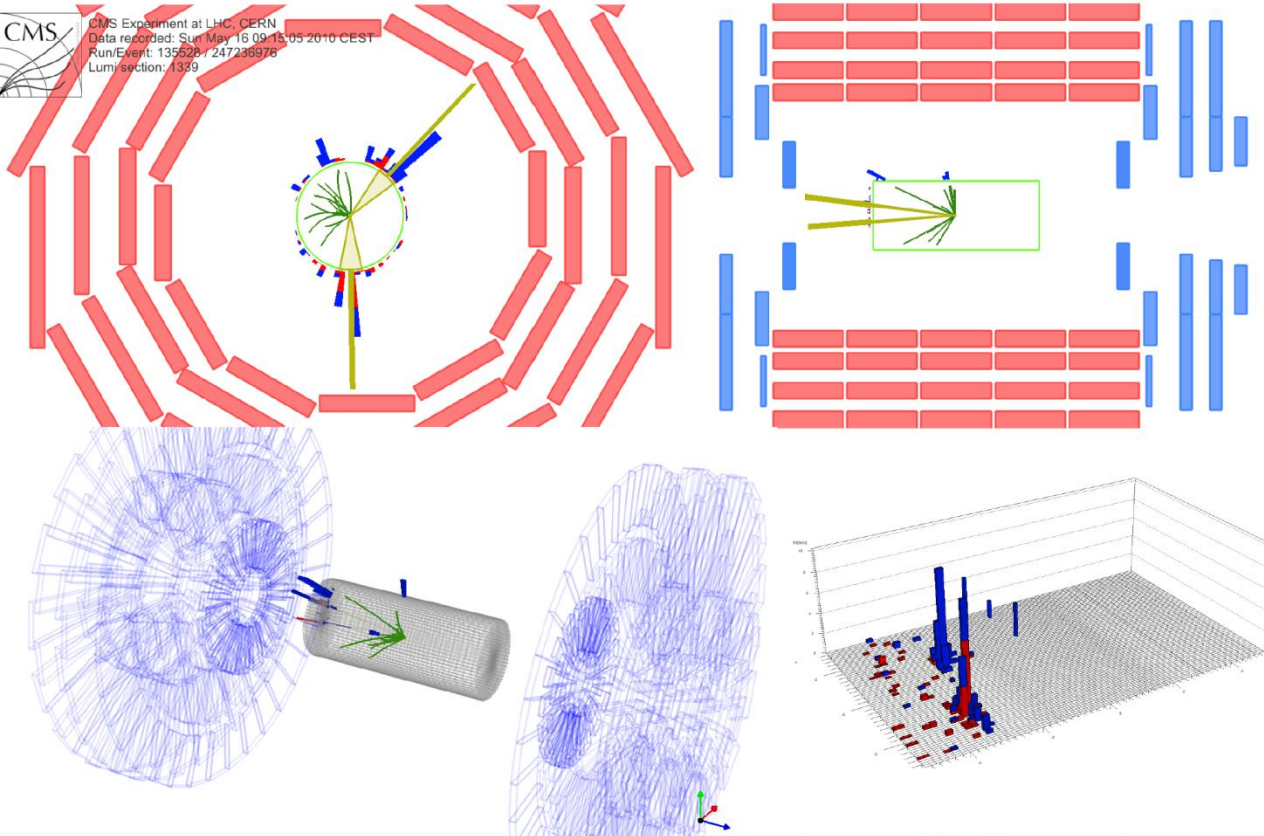 CMS
CMS Experiment at LHC, CERN
Data recorded: Sun May 16 09:15:05 2010 CEST
Run/Event: 135528 / 247236976
Lumi section: 1339